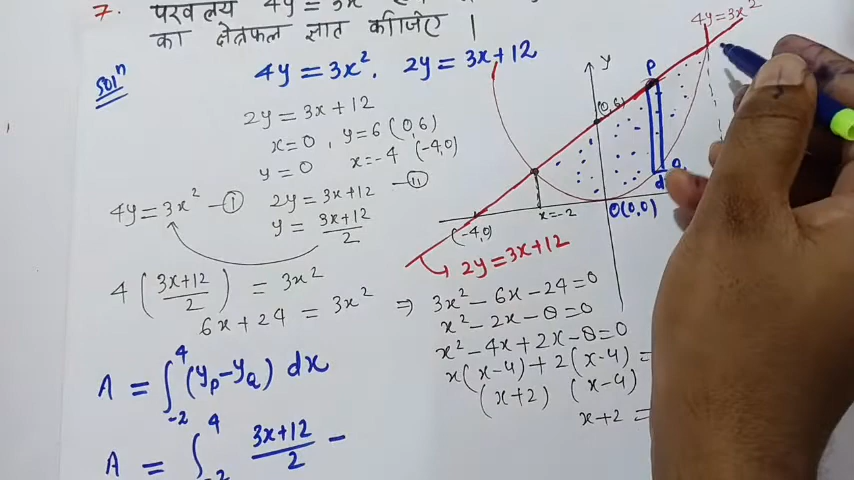 7. परवलय 4y = 3x
का क्षेत्रफल ज्ञात कीजिए |
Solⁿ 4y = 3x². 2y = 3x+12
2y = 3x+12
x=0, y=6 (0,6)
y=0 x=-4 (-4,0)
4y=3x² -Ⓘ 2y = 3x+12 -(II)
y = (3x+12)/2
4((3x+12)/2) = 3x²
6x+24 = 3x²
⇒ 3x² - 6x - 24 = 0
x² - 2x - 8 = 0
x² - 4x + 2x - 8 = 0
x(x-4) + 2(x-4) =
(x+2) (x-4)
x+2 =
A = ∫₋₂⁴ (yₚ - y_Q) dx
A = ∫₋₂⁴ (3x+12)/2 -
4y=3x²
y
P
(0,6)
Q
x=-2
O(0,0)
(-4,0)
2y = 3x+12